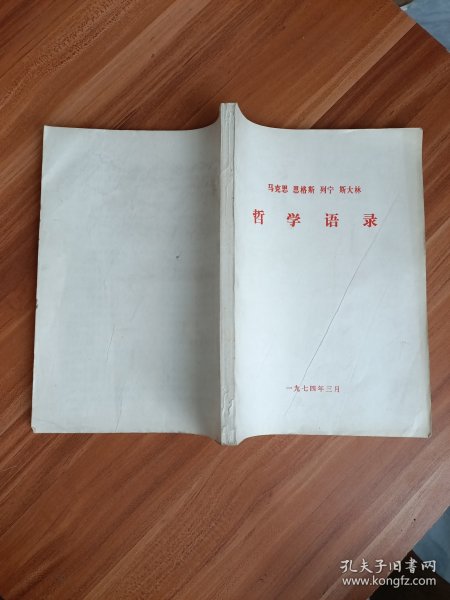 马克思 恩格斯 列宁 斯大林
哲学语录
一九七四年三月
孔夫子旧书网
www.kongfz.com